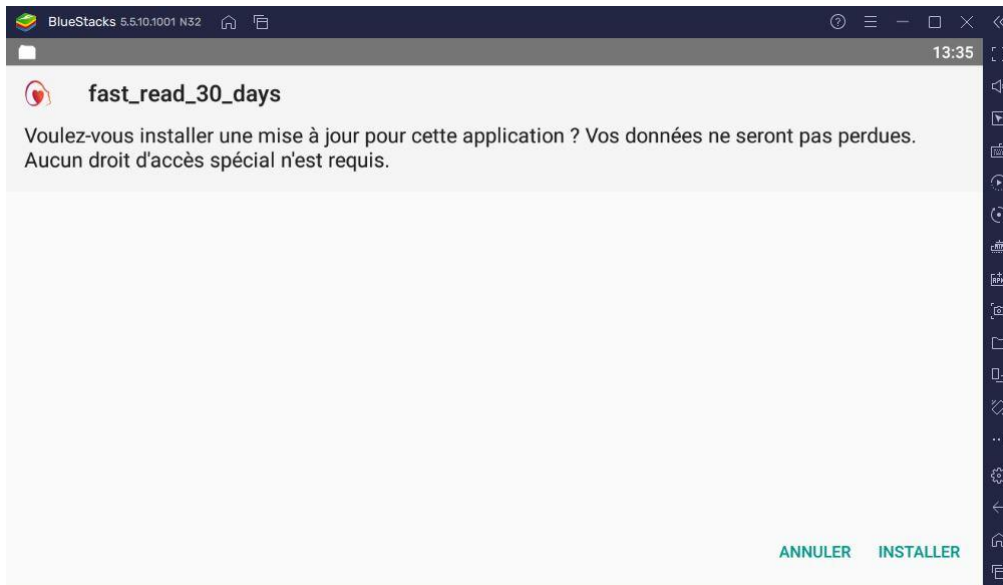 BlueStacks 5.5.10.1001 N32
13:35
fast_read_30_days
Voulez-vous installer une mise à jour pour cette application ? Vos données ne seront pas perdues.
Aucun droit d'accès spécial n'est requis.
ANNULER INSTALLER